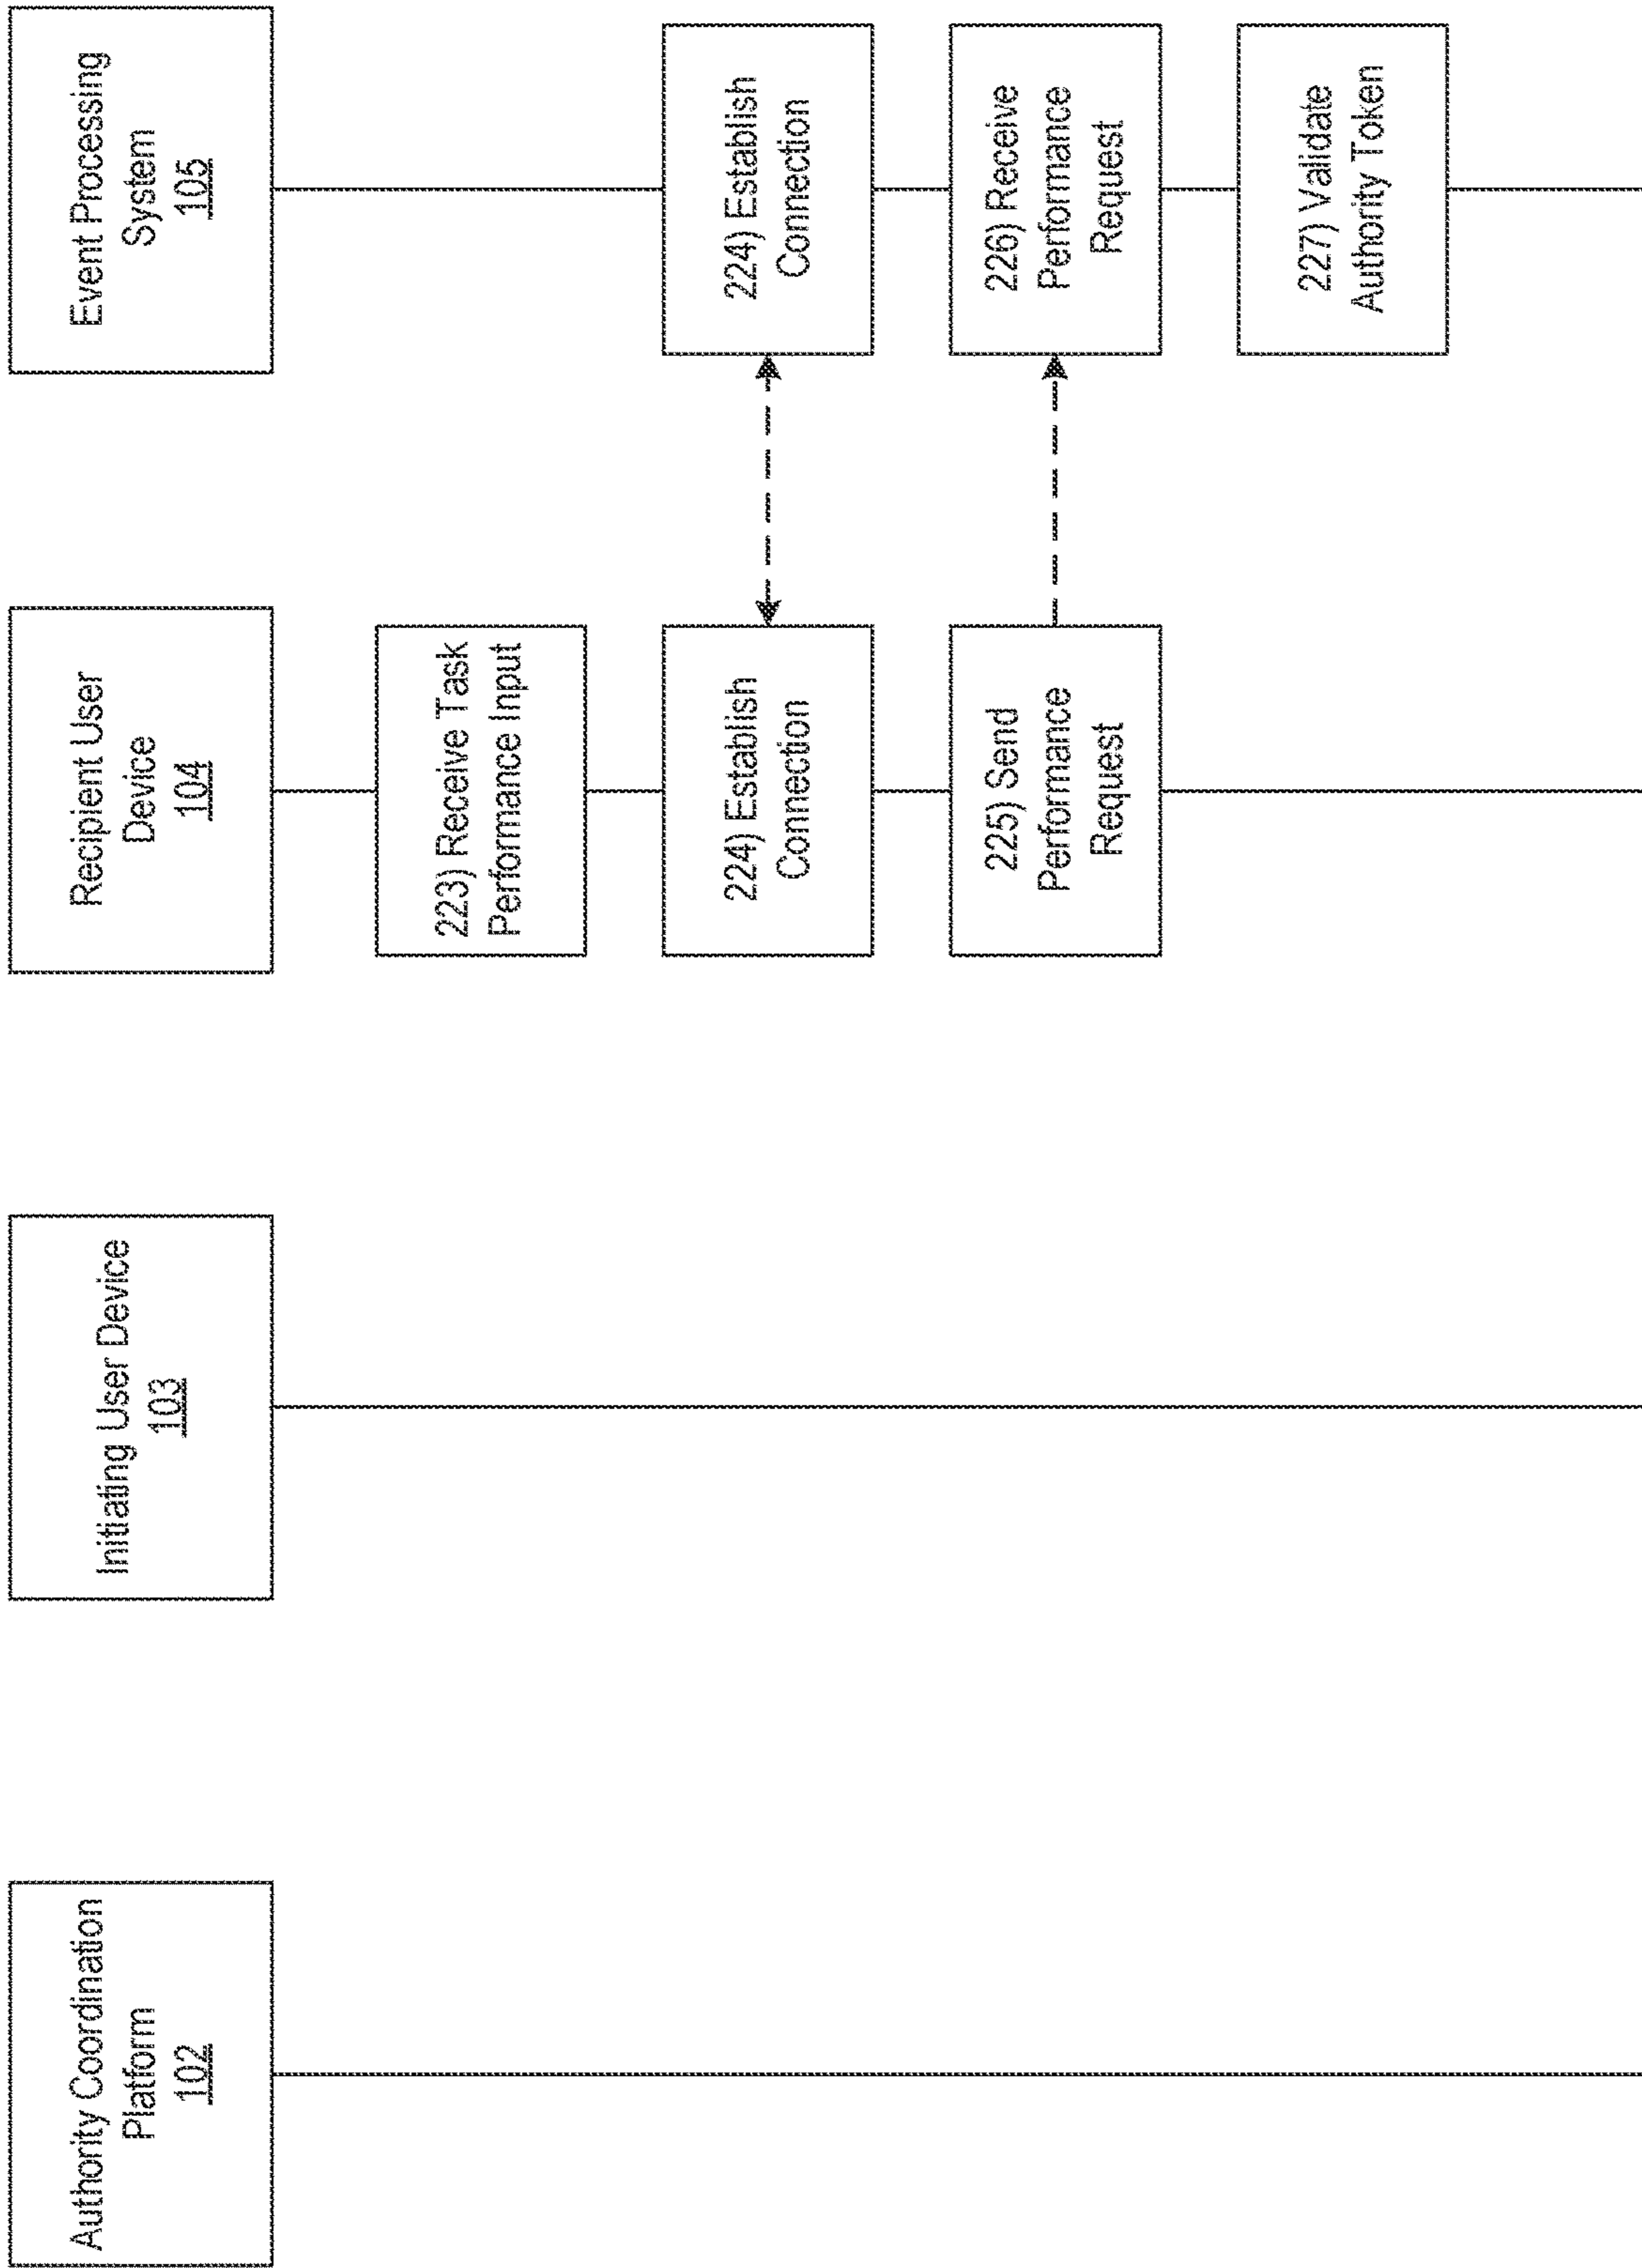 Authority Coordination
Platform
102
Initiating User Device
103
Recipient User
Device
104
Event Processing
System
105
223) Receive Task
Performance Input
224) Establish
Connection
224) Establish
Connection
225) Send
Performance
Request
226) Receive
Performance
Request
227) Validate
Authority Token